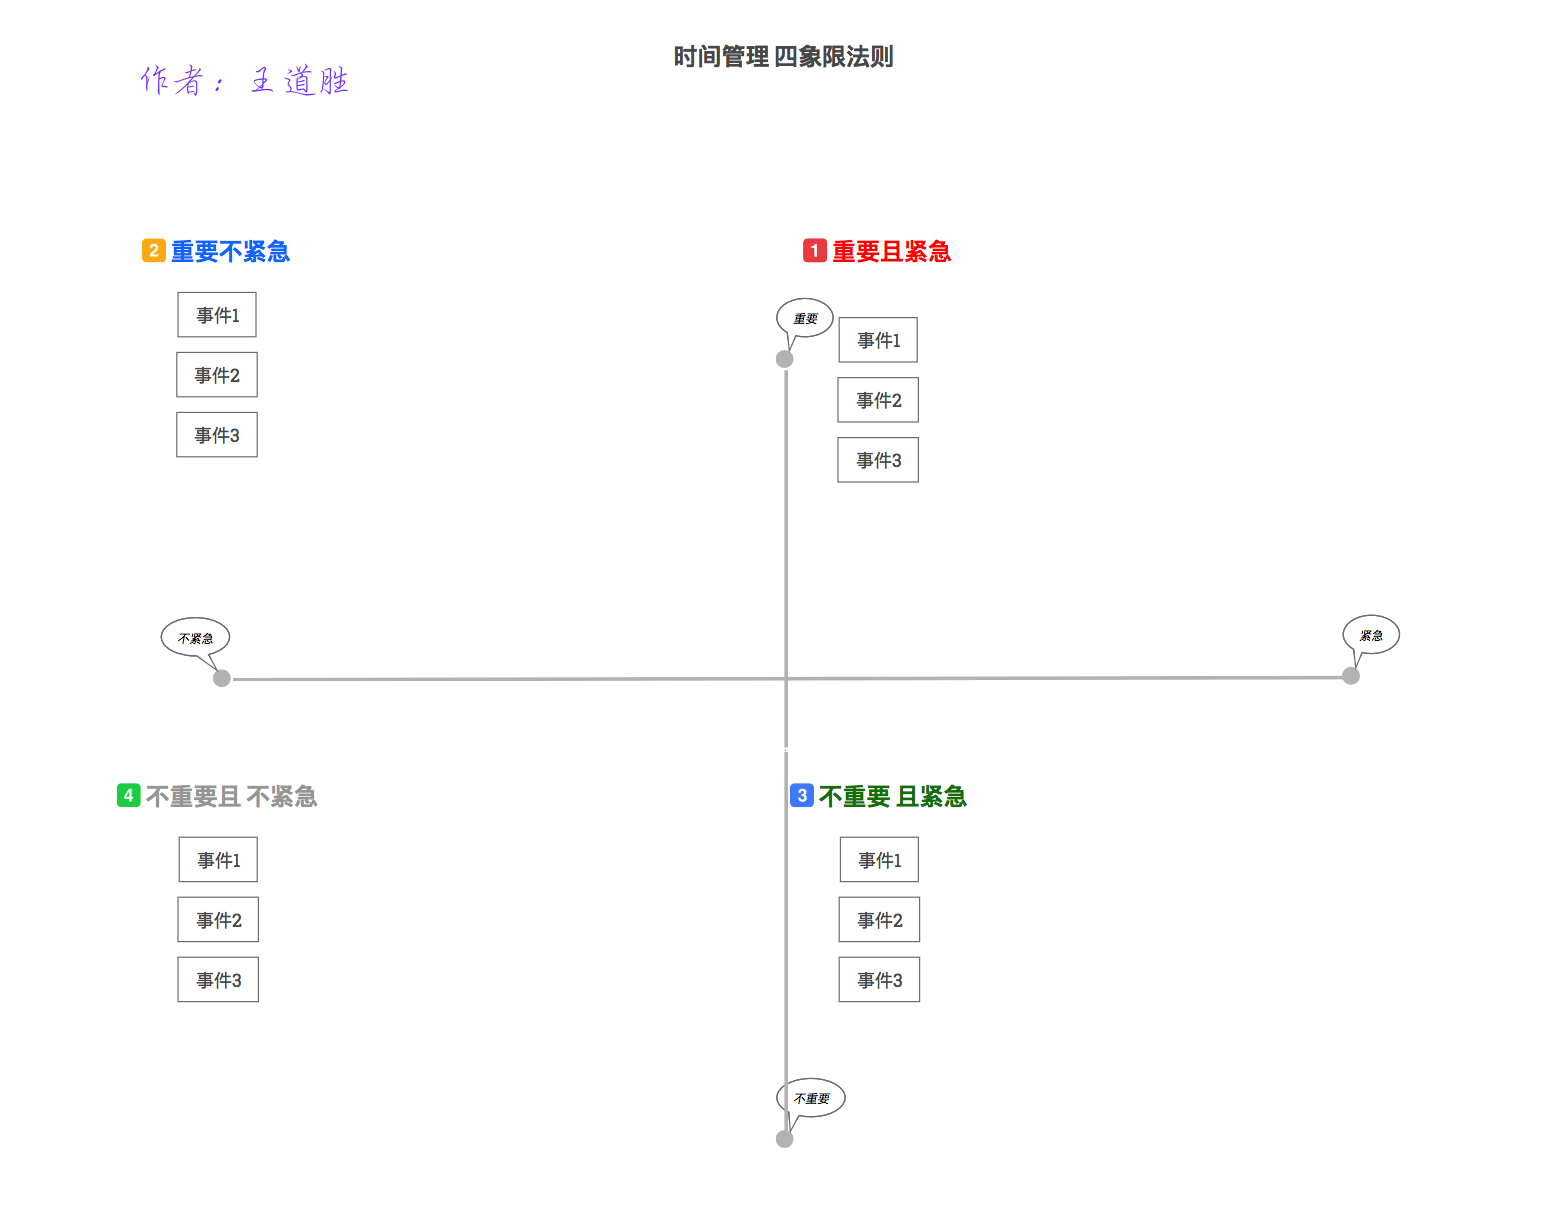 时间管理 四象限法则
作者：王道胜
2 重要不紧急
事件1
事件2
事件3
1 重要且紧急
重要
事件1
事件2
事件3
不紧急
紧急
4 不重要且 不紧急
事件1
事件2
事件3
3 不重要 且紧急
事件1
事件2
事件3
不重要